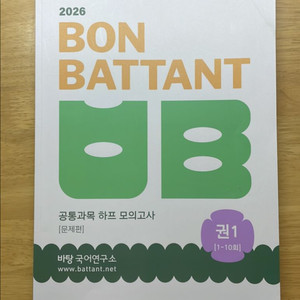 2026
BON
BATTANT
공통과목 하프 모의고사
[문제편]
권1
[1-10회]
바탕 국어연구소
www.battant.net